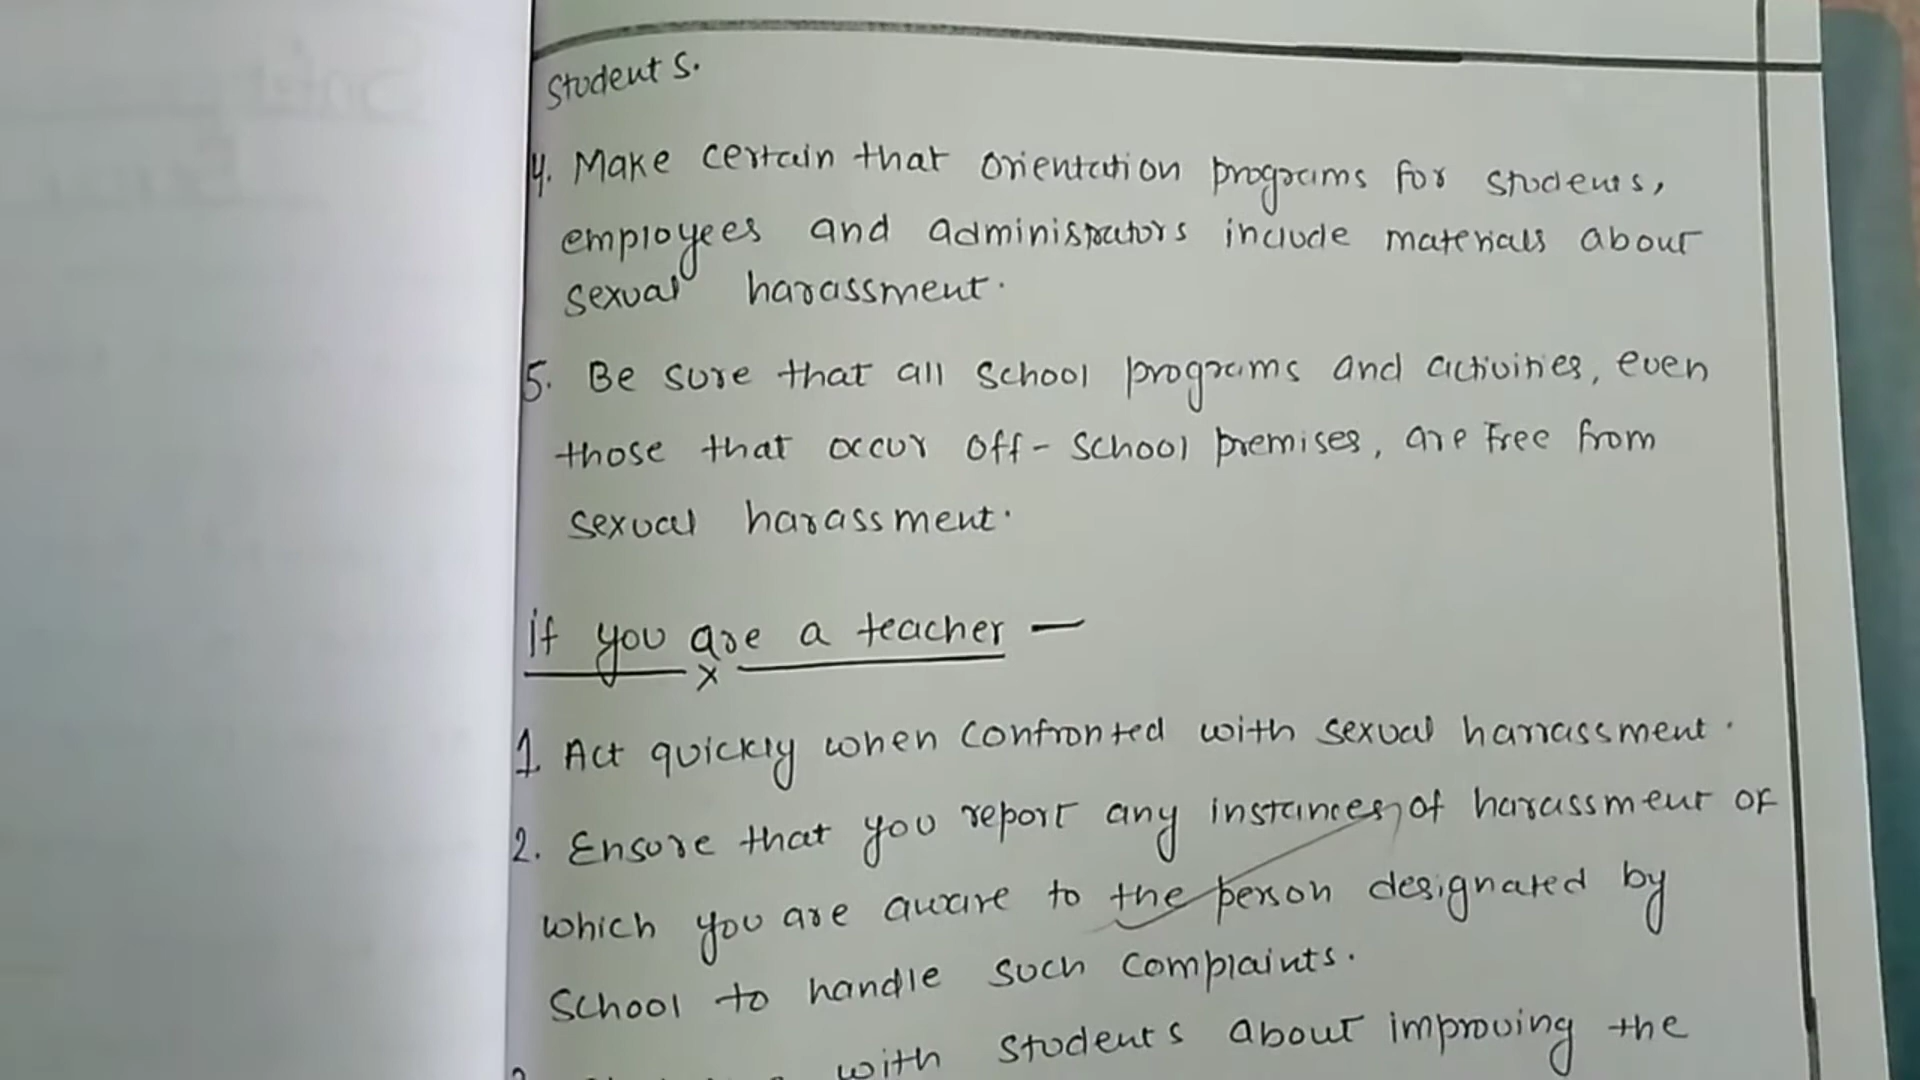 Students.
4. Make certain that orientation programs for students,
employees and administrators include materials about
sexual harassment.
5. Be sure that all school programs and activities, even
those that occur off-school premises, are free from
sexual harassment.
if you are a teacher —
1. Act quickly when confronted with sexual harrassment.
2. Ensure that you report any instances of harassment of
which you are aware to the person designated by
School to handle such complaints.
with students about improving the